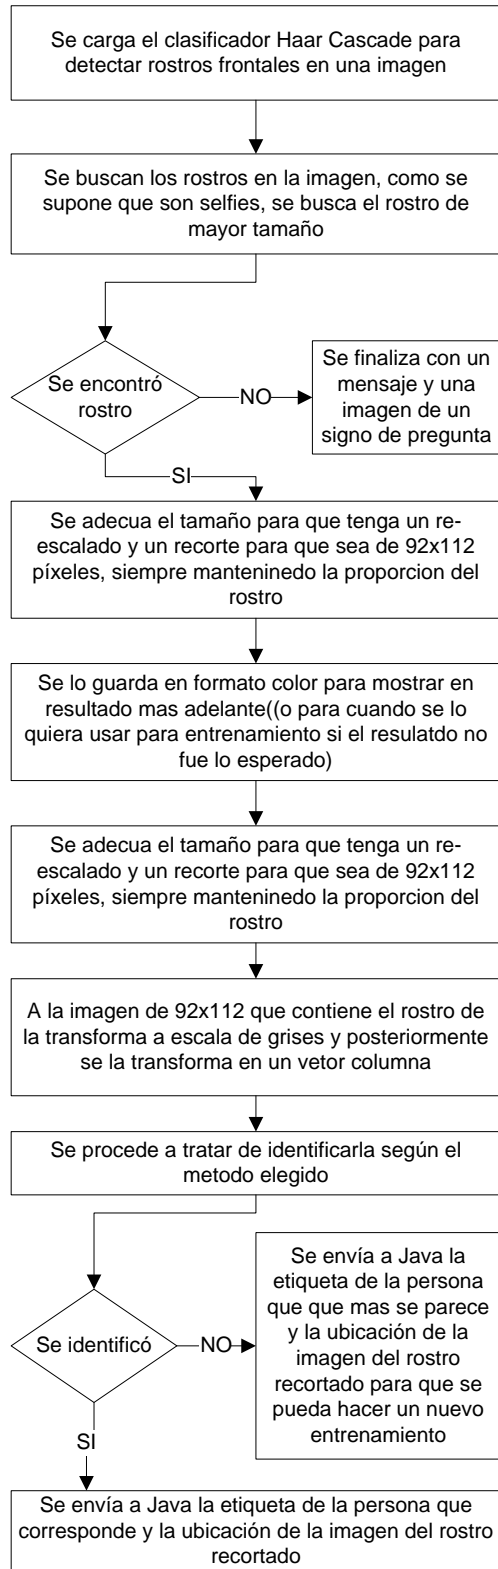 Se carga el clasificador Haar Cascade para
detectar rostros frontales en una imagen
Se buscan los rostros en la imagen, como se
supone que son selfies, se busca el rostro de
mayor tamaño
Se encontró
rostro
NO
Se finaliza con un
mensaje y una
imagen de un
signo de pregunta
SI
Se adecua el tamaño para que tenga un re-
escalado y un recorte para que sea de 92x112
píxeles, siempre manteninedo la proporcion del
rostro
Se lo guarda en formato color para mostrar en
resultado mas adelante((o para cuando se lo
quiera usar para entrenamiento si el resulatdo no
fue lo esperado)
Se adecua el tamaño para que tenga un re-
escalado y un recorte para que sea de 92x112
píxeles, siempre manteninedo la proporcion del
rostro
A la imagen de 92x112 que contiene el rostro de
la transforma a escala de grises y posteriormente
se la transforma en un vetor columna
Se procede a tratar de identificarla según el
metodo elegido
Se identificó
NO
Se envía a Java la
etiqueta de la persona
que que mas se parece
y la ubicación de la
imagen del rostro
recortado para que se
pueda hacer un nuevo
entrenamiento
SI
Se envía a Java la etiqueta de la persona que
corresponde y la ubicación de la imagen del rostro
recortado